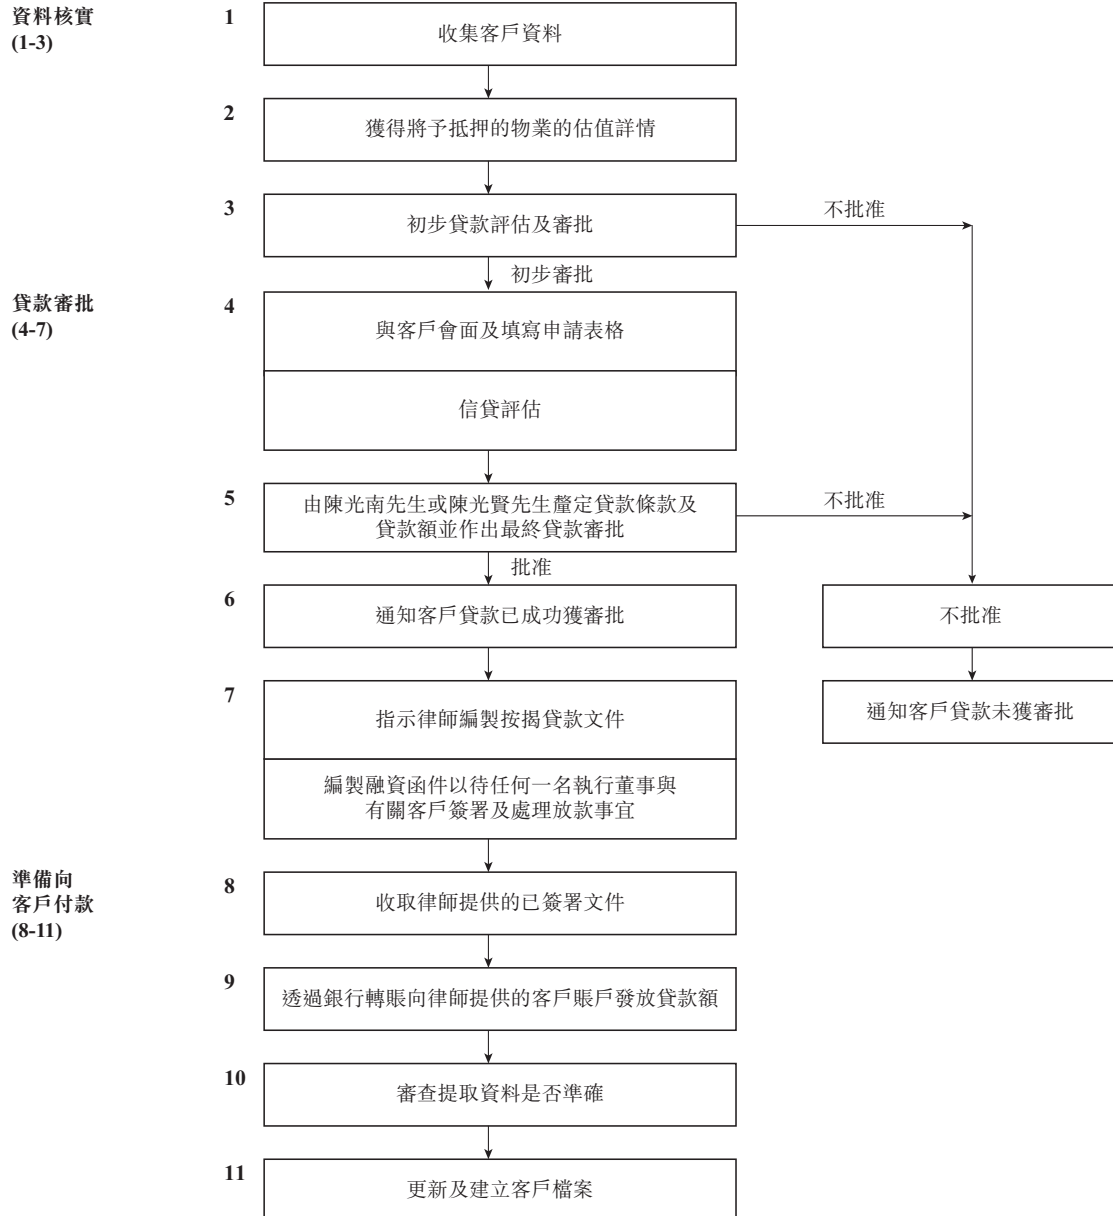 資料核實
(1-3)
1
收集客戶資料
2
獲得將予抵押的物業的估值詳情
3
初步貸款評估及審批
不批准
初步審批
貸款審批
(4-7)
4
與客戶會面及填寫申請表格
信貸評估
5
由陳光南先生或陳光賢先生釐定貸款條款及
貸款額並作出最終貸款審批
不批准
批准
6
通知客戶貸款已成功獲審批
不批准
7
指示律師編製按揭貸款文件
通知客戶貸款未獲審批
編製融資函件以待任何一名執行董事與
有關客戶簽署及處理放款事宜
準備向
客戶付款
(8-11)
8
收取律師提供的已簽署文件
9
透過銀行轉賬向律師提供的客戶賬戶發放貸款額
10
審查提取資料是否準確
11
更新及建立客戶檔案